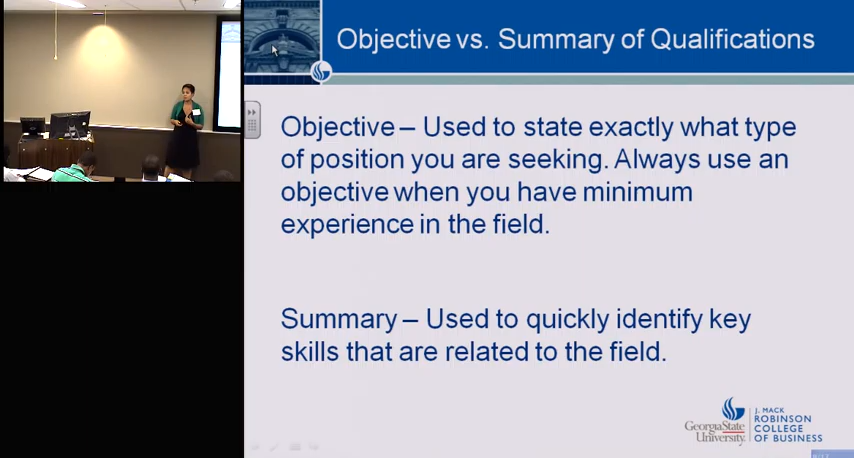 Objective vs. Summary of Qualifications
Objective – Used to state exactly what type
of position you are seeking. Always use an
objective when you have minimum
experience in the field.
Summary – Used to quickly identify key
skills that are related to the field.
GeorgiaState
University
J. MACK
ROBINSON
COLLEGE
OF BUSINESS